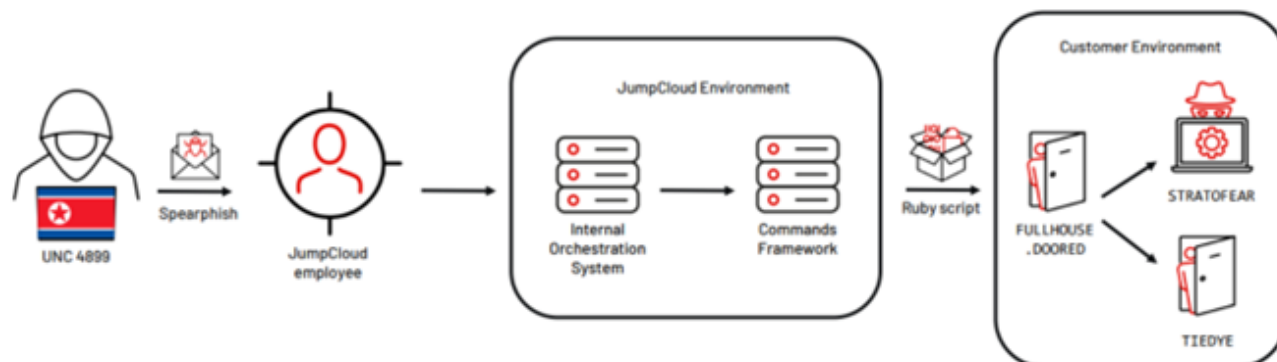 UNC 4899
Spearphish
JumpCloud
employee
JumpCloud Environment
Internal
Orchestration
System
Commands
Framework
Ruby script
Customer Environment
FULLHOUSE
.DOORED
STRATOFEAR
TIEDYE